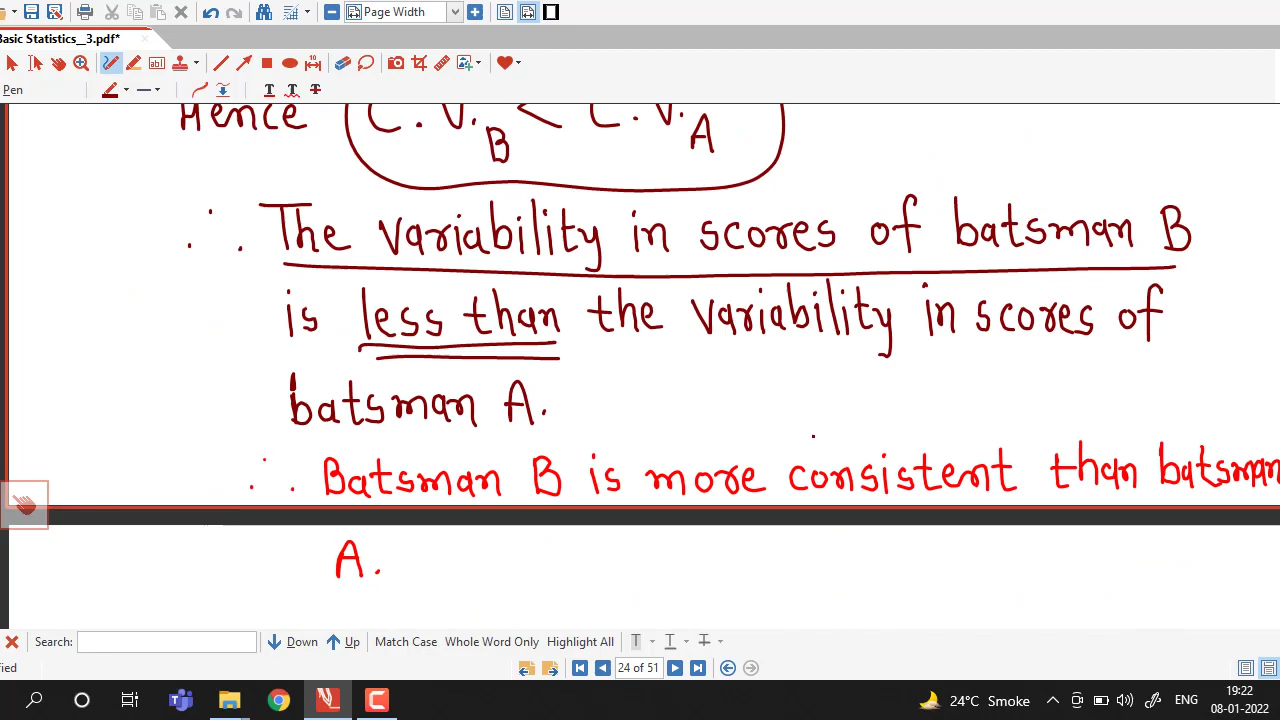 Page Width
Basic Statistics_3.pdf*
Pen
Hence C.V.B < C.V.A
∴ The variability in scores of batsman B
is less than the variability in scores of
batsman A.
∴ Batsman B is more consistent than batsman
A.
Search: Down Up Match Case Whole Word Only Highlight All T T T
fied 24 of 51
24°C Smoke ENG 19:22
08-01-2022